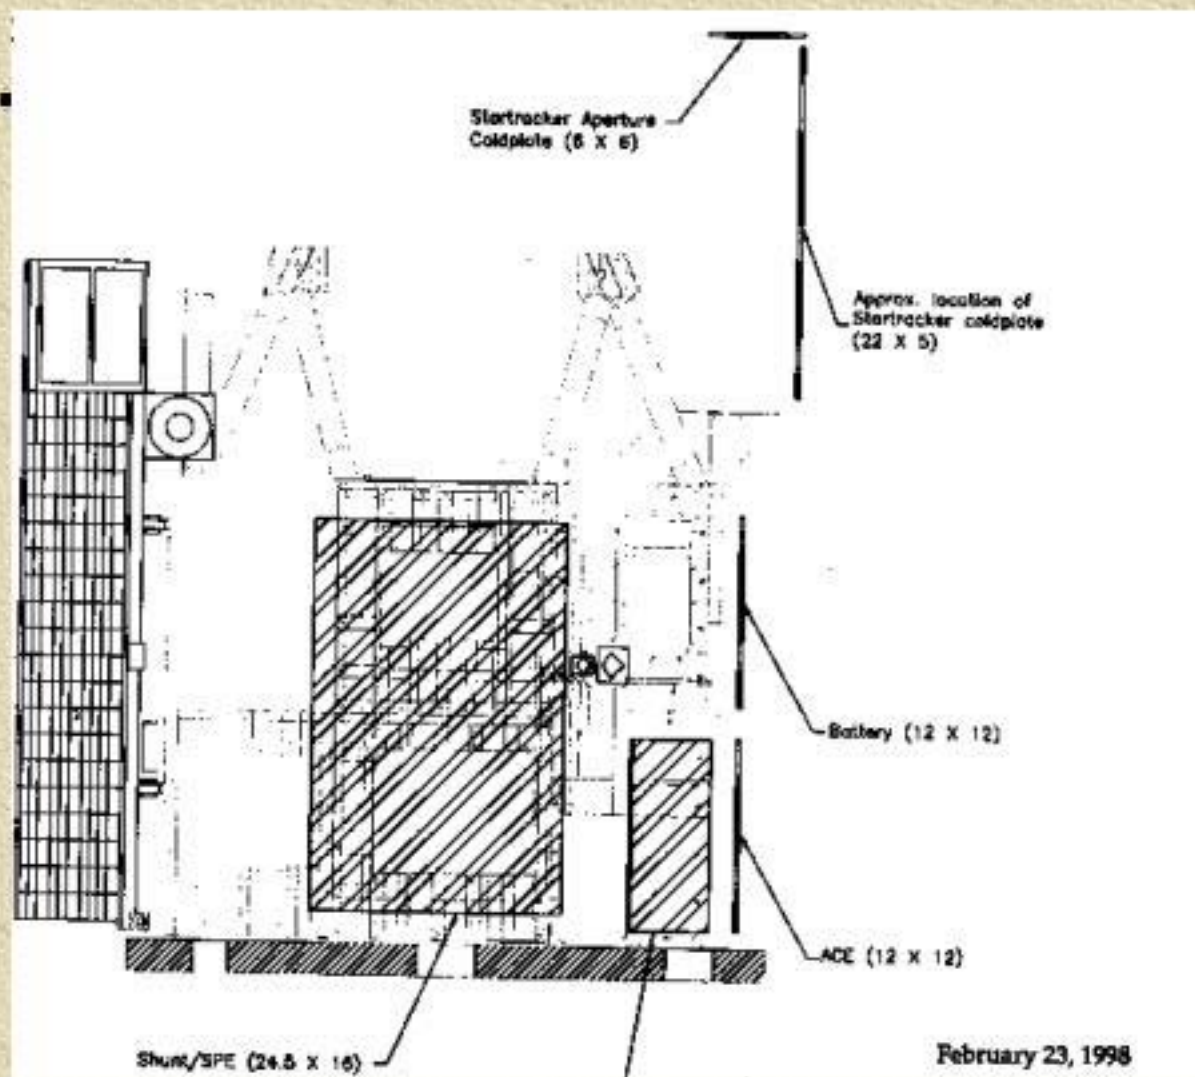 Startracker Aperture
Coldplate (6 X 6)
Approx. location of
Startracker coldplate
(22 X 5)
Battery (12 X 12)
ACE (12 X 12)
Shunt/SPE (24.5 X 16)
February 23, 1998